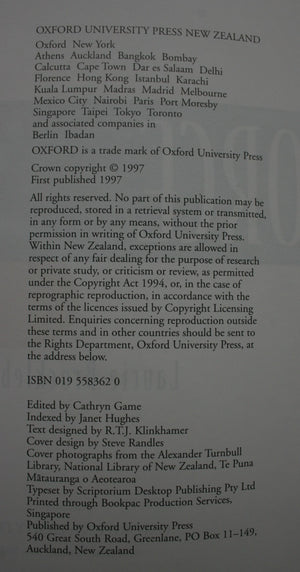 OXFORD UNIVERSITY PRESS NEW ZEALAND
Oxford New York
Athens Auckland Bangkok Bombay
Calcutta Cape Town Dar es Salaam Delhi
Florence Hong Kong Istanbul Karachi
Kuala Lumpur Madras Madrid Melbourne
Mexico City Nairobi Paris Port Moresby
Singapore Taipei Tokyo Toronto
and associated companies in
Berlin Ibadan
OXFORD is a trade mark of Oxford University Press
Crown copyright © 1997
First published 1997
All rights reserved. No part of this publication may be
reproduced, stored in a retrieval system or transmitted,
in any form or by any means, without the prior
permission in writing of Oxford University Press.
Within New Zealand, exceptions are allowed in
respect of any fair dealing for the purpose of research
or private study, or criticism or review, as permitted
under the Copyright Act 1994, or, in the case of
reprographic reproduction, in accordance with the
terms of the licences issued by Copyright Licensing
Limited. Enquiries concerning reproduction outside
these terms and in other countries should be sent to
the Rights Department, Oxford University Press, at
the address below.
ISBN 019 558362 0
Edited by Cathryn Game
Indexed by Janet Hughes
Text designed by R.T.J. Klinkhamer
Cover design by Steve Randles
Cover photographs from the Alexander Turnbull
Library, National Library of New Zealand, Te Puna
Mātauranga o Aotearoa
Typeset by Scriptorium Desktop Publishing Pty Ltd
Printed through Bookpac Production Services,
Singapore
Published by Oxford University Press
540 Great South Road, Greenlane, PO Box 11–149,
Auckland, New Zealand